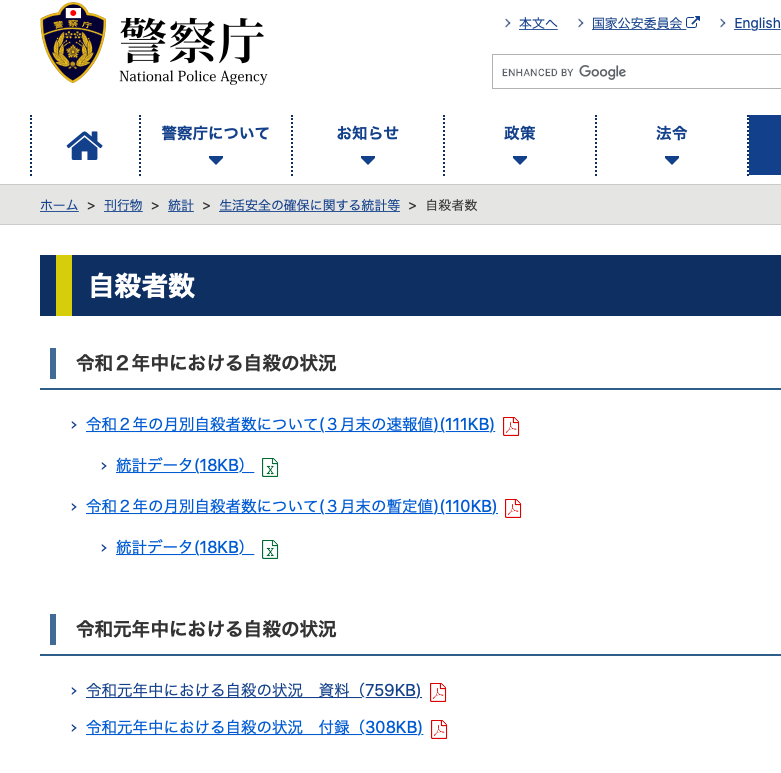 警察庁
National Police Agency
本文へ 国家公安委員会 English
ENHANCED BY Google
警察庁について お知らせ 政策 法令
ホーム > 刊行物 > 統計 > 生活安全の確保に関する統計等 > 自殺者数
自殺者数
令和２年中における自殺の状況
令和２年の月別自殺者数について(３月末の速報値)(111KB)
統計データ(18KB)
令和２年の月別自殺者数について(３月末の暫定値)(110KB)
統計データ(18KB)
令和元年中における自殺の状況
令和元年中における自殺の状況　資料（759KB)
令和元年中における自殺の状況　付録（308KB)